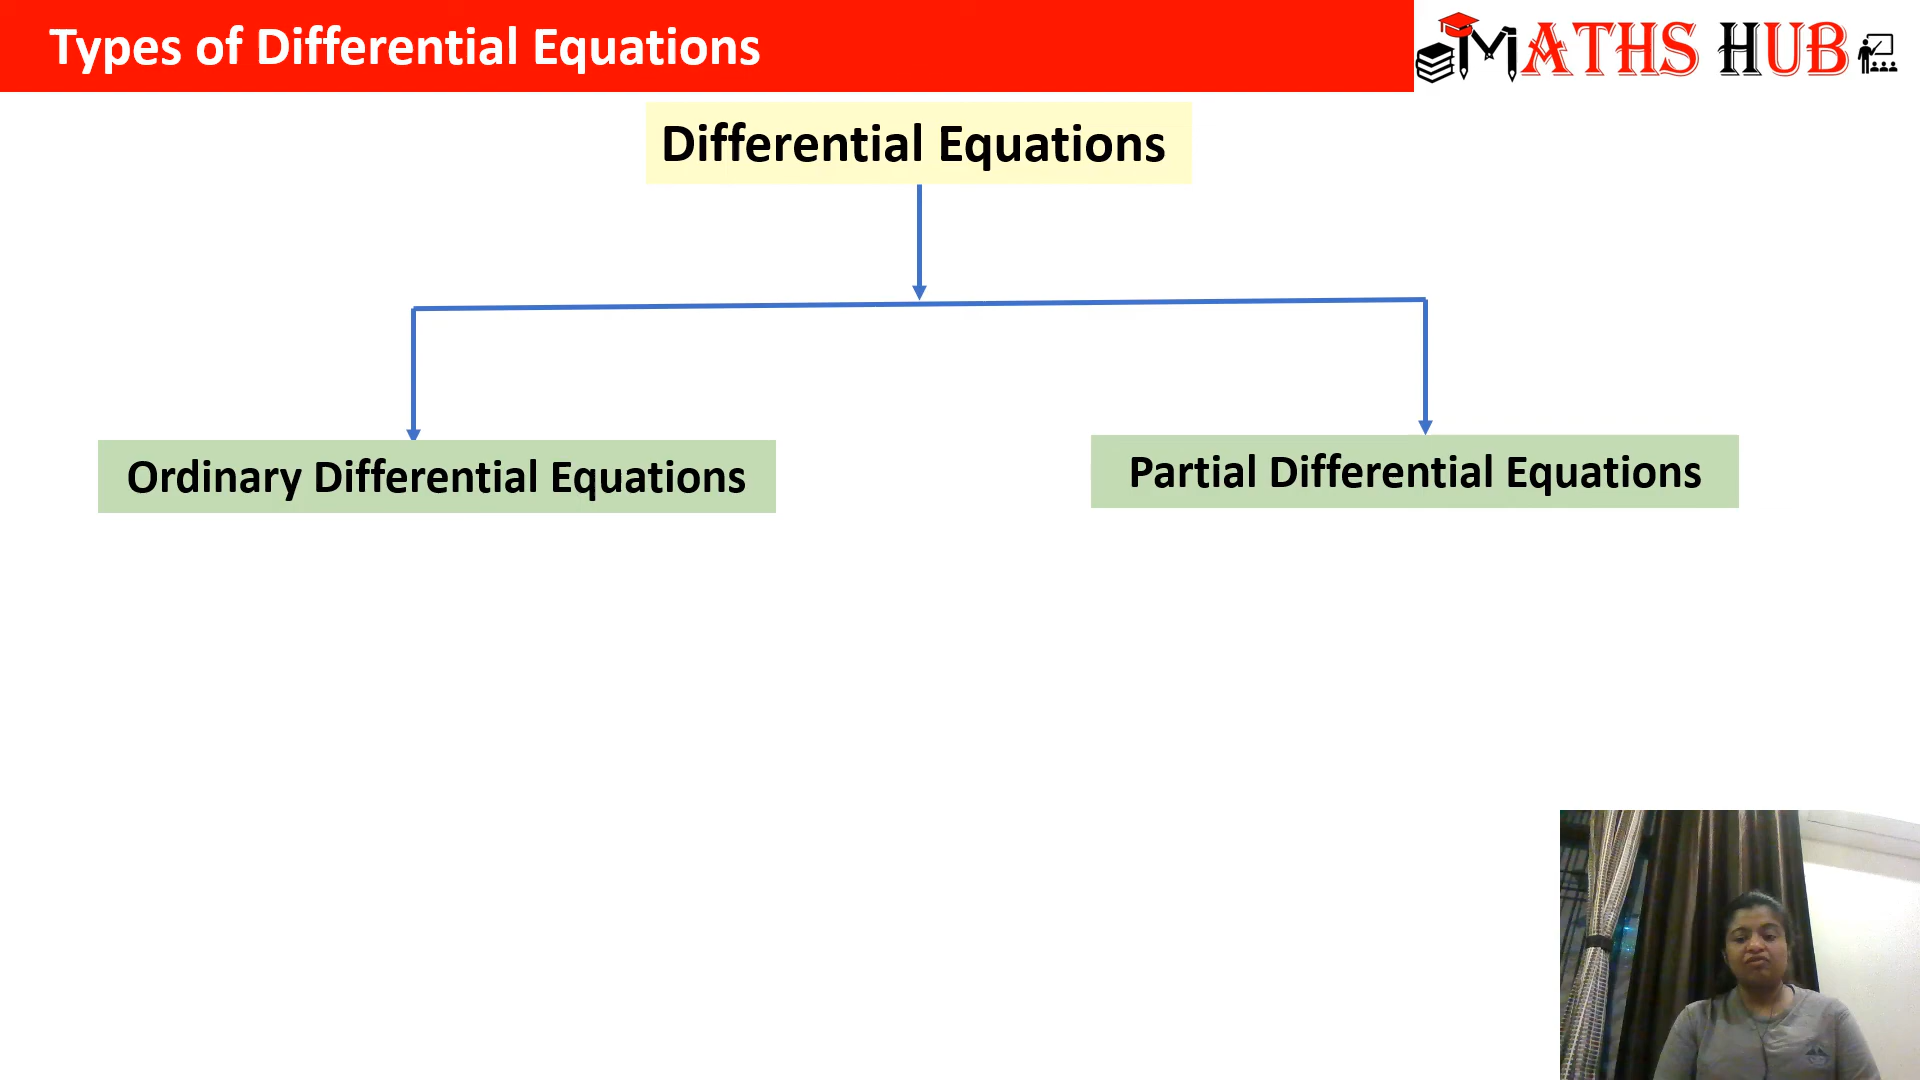 Types of Differential Equations
MATHS HUB
Differential Equations
Ordinary Differential Equations
Partial Differential Equations